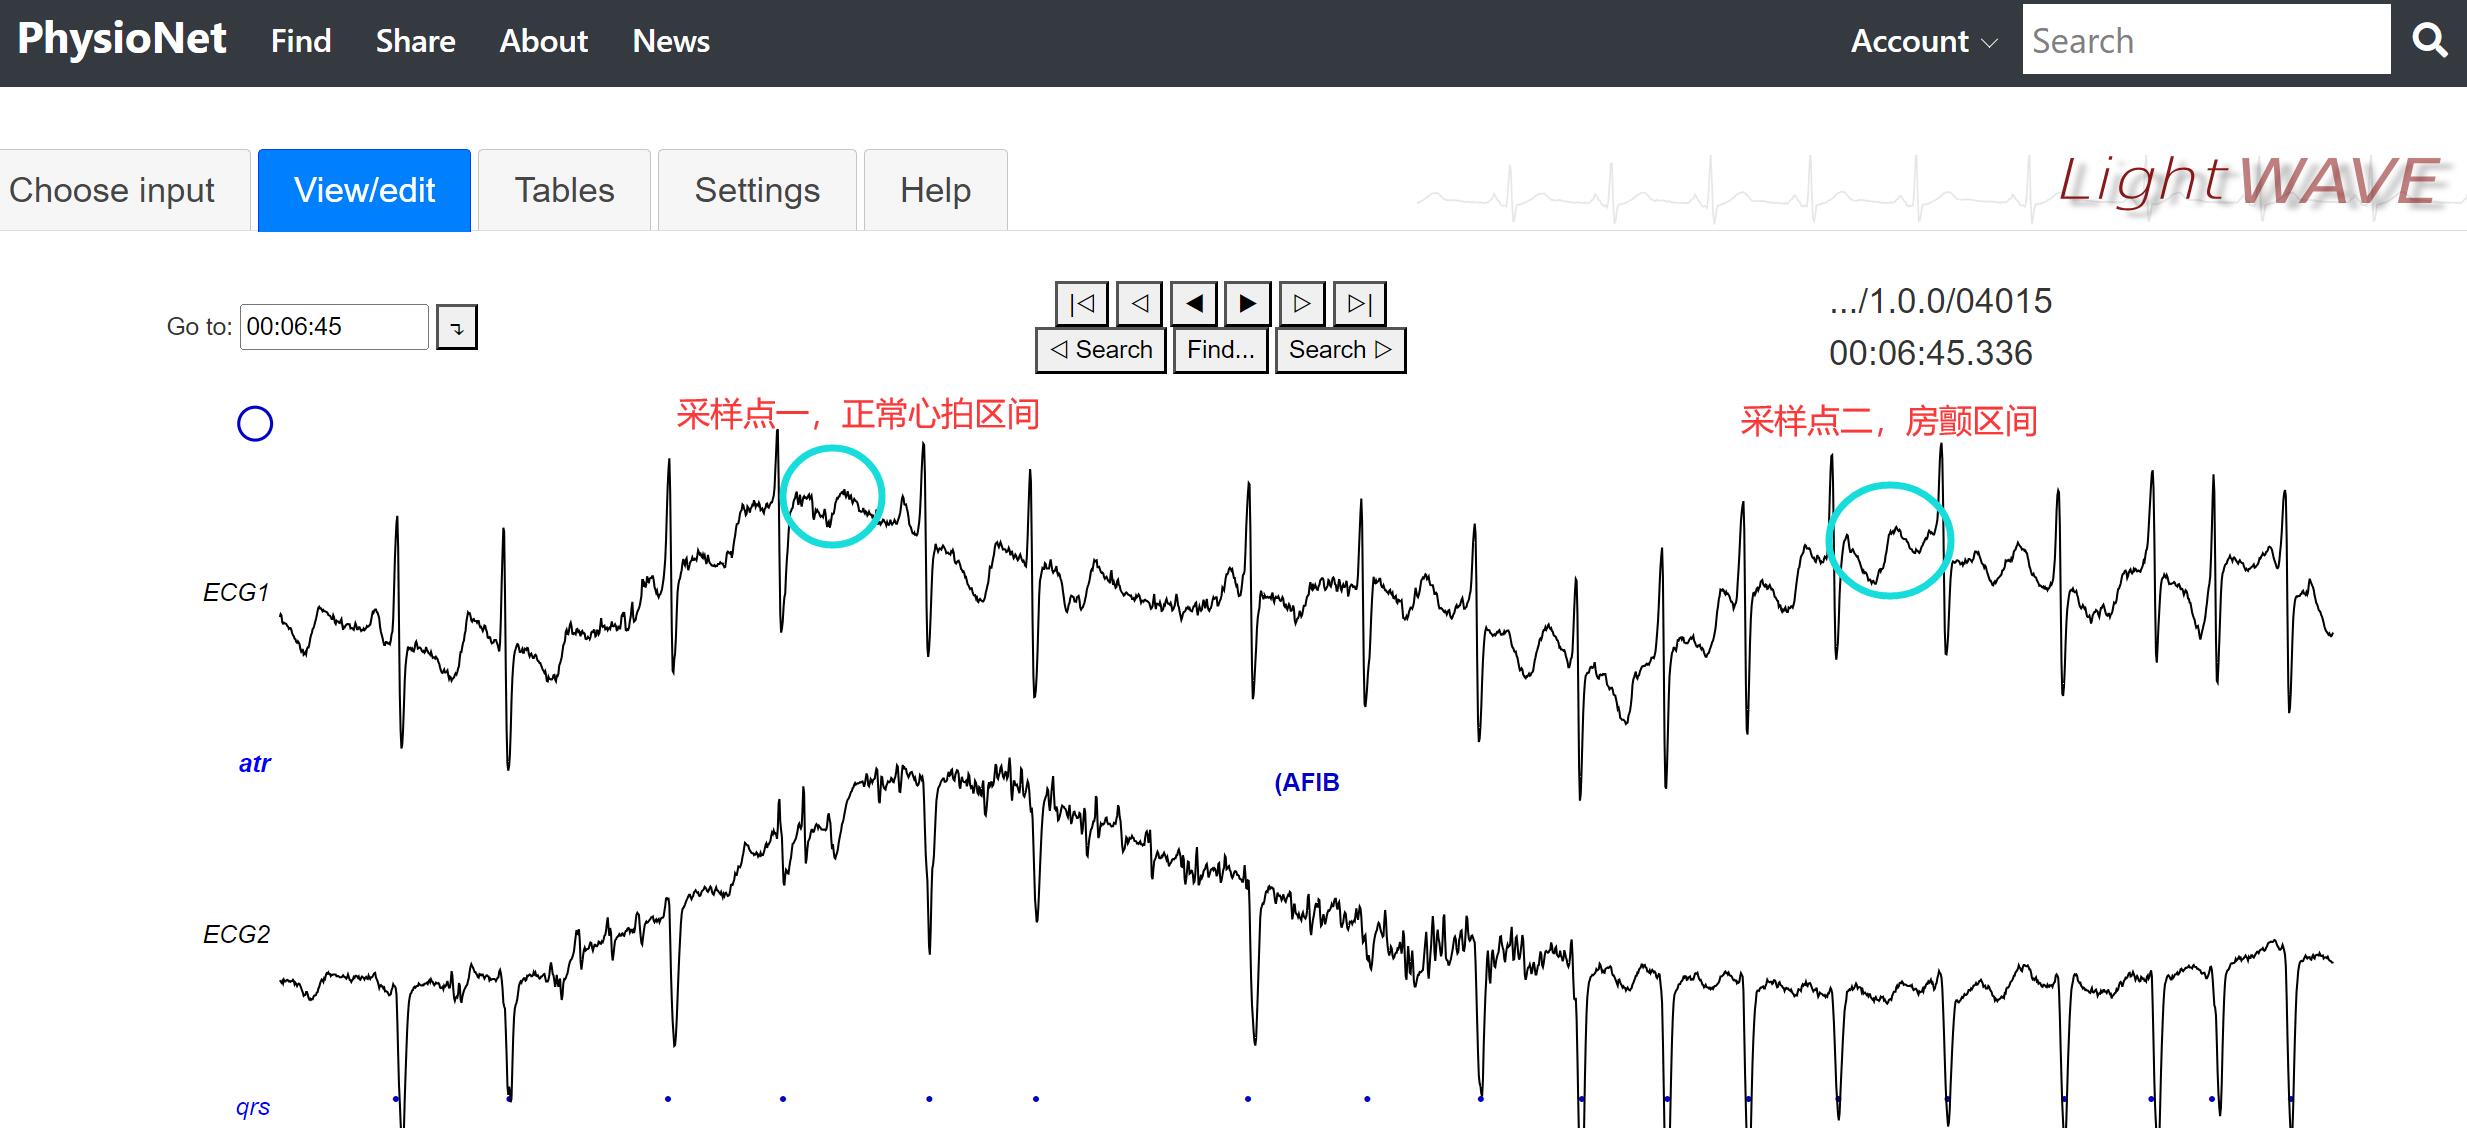 PhysioNet Find Share About News Account Search
Choose input View/edit Tables Settings Help LightWAVE
Go to: 00:06:45
◁ Search Find... Search ▷
.../1.0.0/04015
00:06:45.336
采样点一，正常心拍区间
采样点二，房颤区间
ECG1
atr
(AFIB
ECG2
qrs